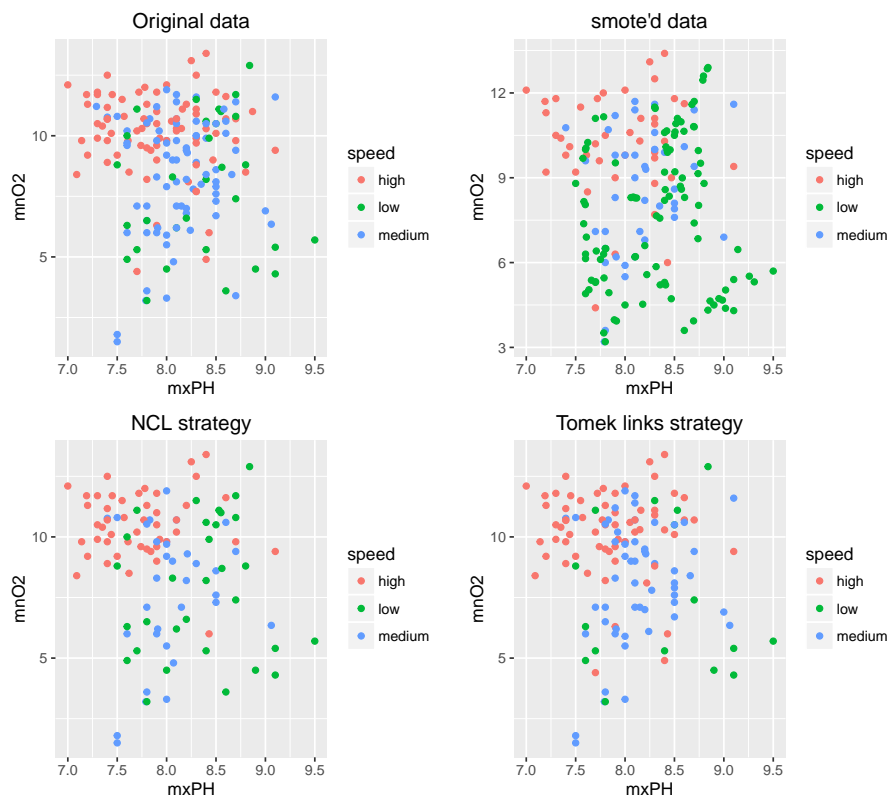 Original data
10
5
mnO2
7.0 7.5 8.0 8.5 9.0 9.5
mxPH
speed
high
low
medium
smote'd data
12
9
6
3
mnO2
7.0 7.5 8.0 8.5 9.0 9.5
mxPH
speed
high
low
medium
NCL strategy
10
5
mnO2
7.0 7.5 8.0 8.5 9.0 9.5
mxPH
speed
high
low
medium
Tomek links strategy
10
5
mnO2
7.0 7.5 8.0 8.5 9.0 9.5
mxPH
speed
high
low
medium